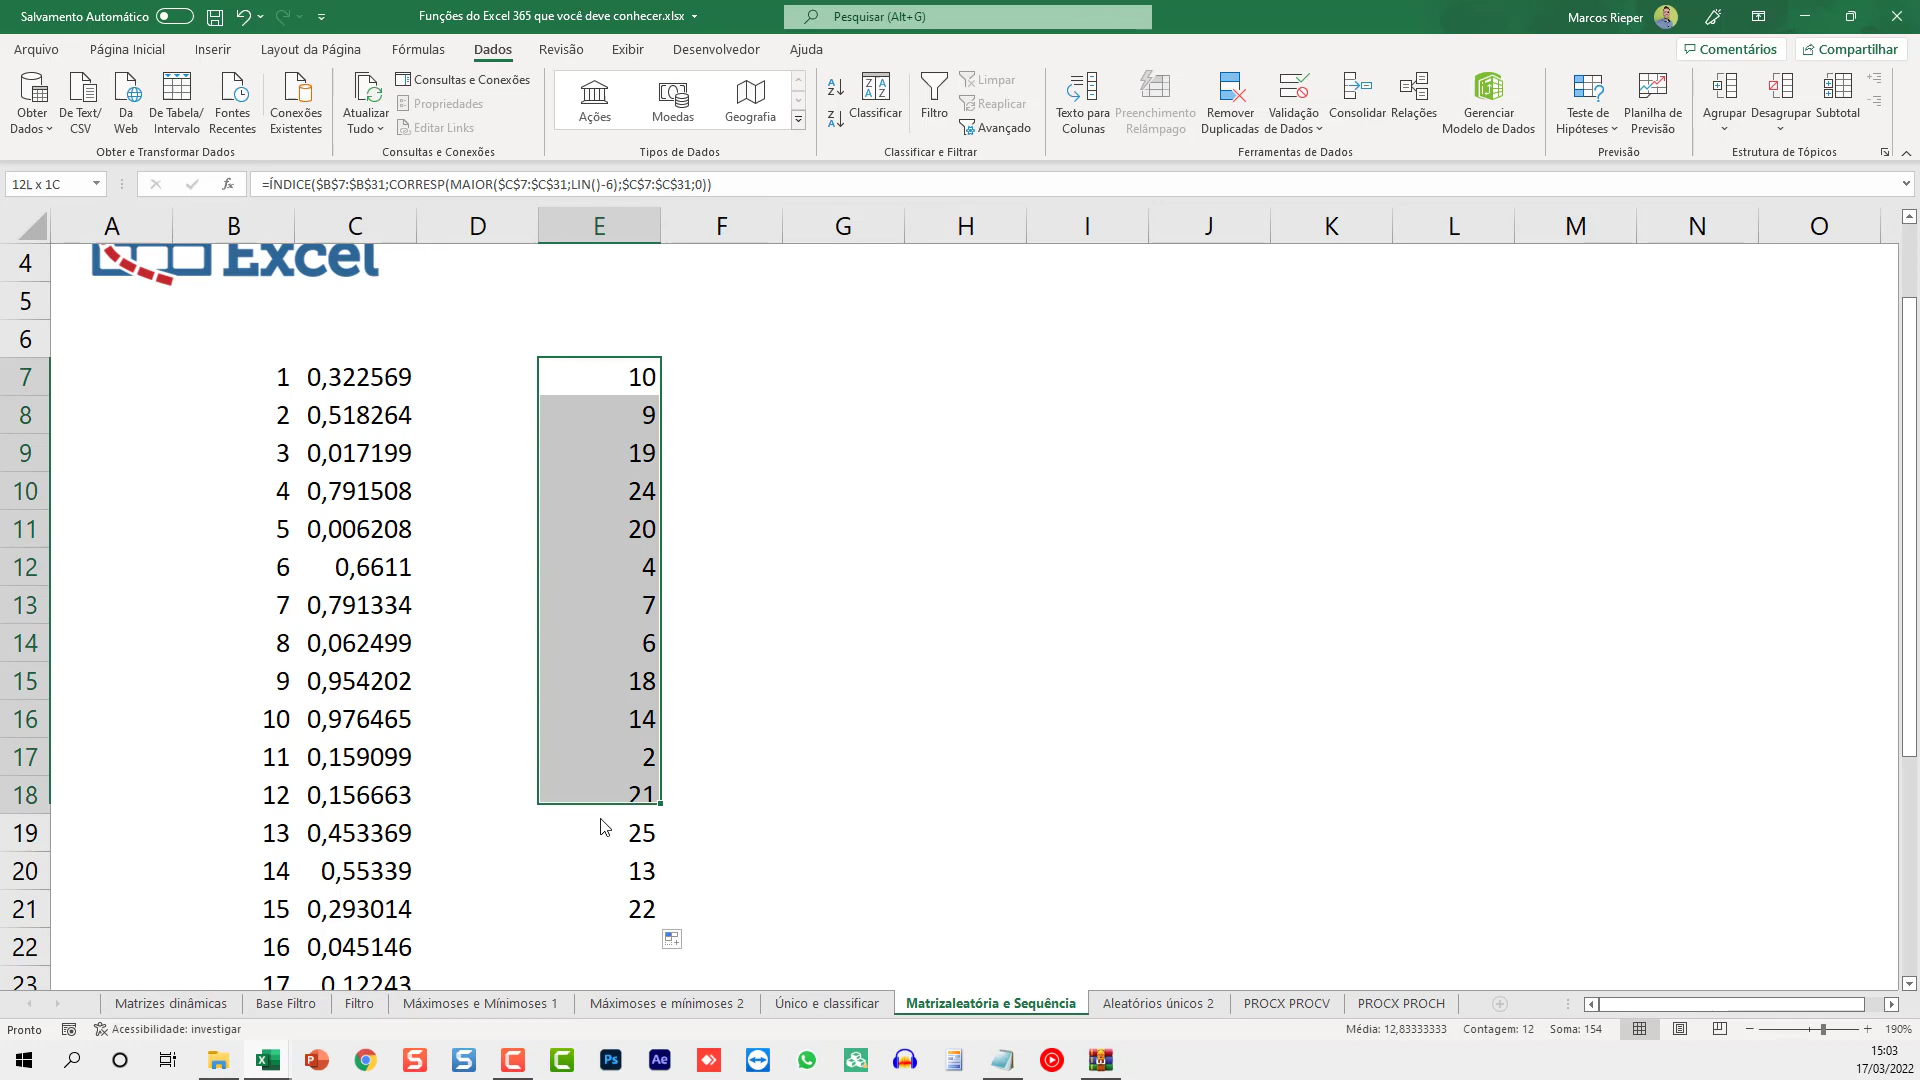 Salvamento Automático
Funções do Excel 365 que você deve conhecer.xlsx
Pesquisar (Alt+G)
Marcos Rieper
Arquivo Página Inicial Inserir Layout da Página Fórmulas Dados Revisão Exibir Desenvolvedor Ajuda
Comentários Compartilhar
Obter Dados
De Text/CSV
Da Web
De Tabela/Intervalo
Fontes Recentes
Conexões Existentes
Obter e Transformar Dados
Atualizar Tudo
Consultas e Conexões
Propriedades
Editar Links
Consultas e Conexões
Ações Moedas Geografia
Tipos de Dados
Classificar
Filtro
Limpar
Reaplicar
Avançado
Classificar e Filtrar
Texto para Colunas
Preenchimento Relâmpago
Remover Duplicadas
Validação de Dados
Consolidar
Relações
Gerenciar Modelo de Dados
Ferramentas de Dados
Teste de Hipóteses
Planilha de Previsão
Previsão
Agrupar
Desagrupar
Subtotal
Estrutura de Tópicos
12L x 1C
fx
=ÍNDICE($B$7:$B$31;CORRESP(MAIOR($C$7:$C$31;LIN()-6);$C$7:$C$31;0))
A B C D E F G H I J K L M N O
4 Excel
5
6
7 1 0,322569 10
8 2 0,518264 9
9 3 0,017199 19
10 4 0,791508 24
11 5 0,006208 20
12 6 0,6611 4
13 7 0,791334 7
14 8 0,062499 6
15 9 0,954202 18
16 10 0,976465 14
17 11 0,159099 2
18 12 0,156663 21
19 13 0,453369 25
20 14 0,55339 13
21 15 0,293014 22
22 16 0,045146
23 17 0,12243
Matrizes dinâmicas Base Filtro Filtro Máximoses e Mínimoses 1 Máximoses e mínimoses 2 Único e classificar Matrizaleatória e Sequência Aleatórios únicos 2 PROCX PROCV PROCX PROCH
Pronto Acessibilidade: investigar Média: 12,83333333 Contagem: 12 Soma: 154 190%
15:03
17/03/2022